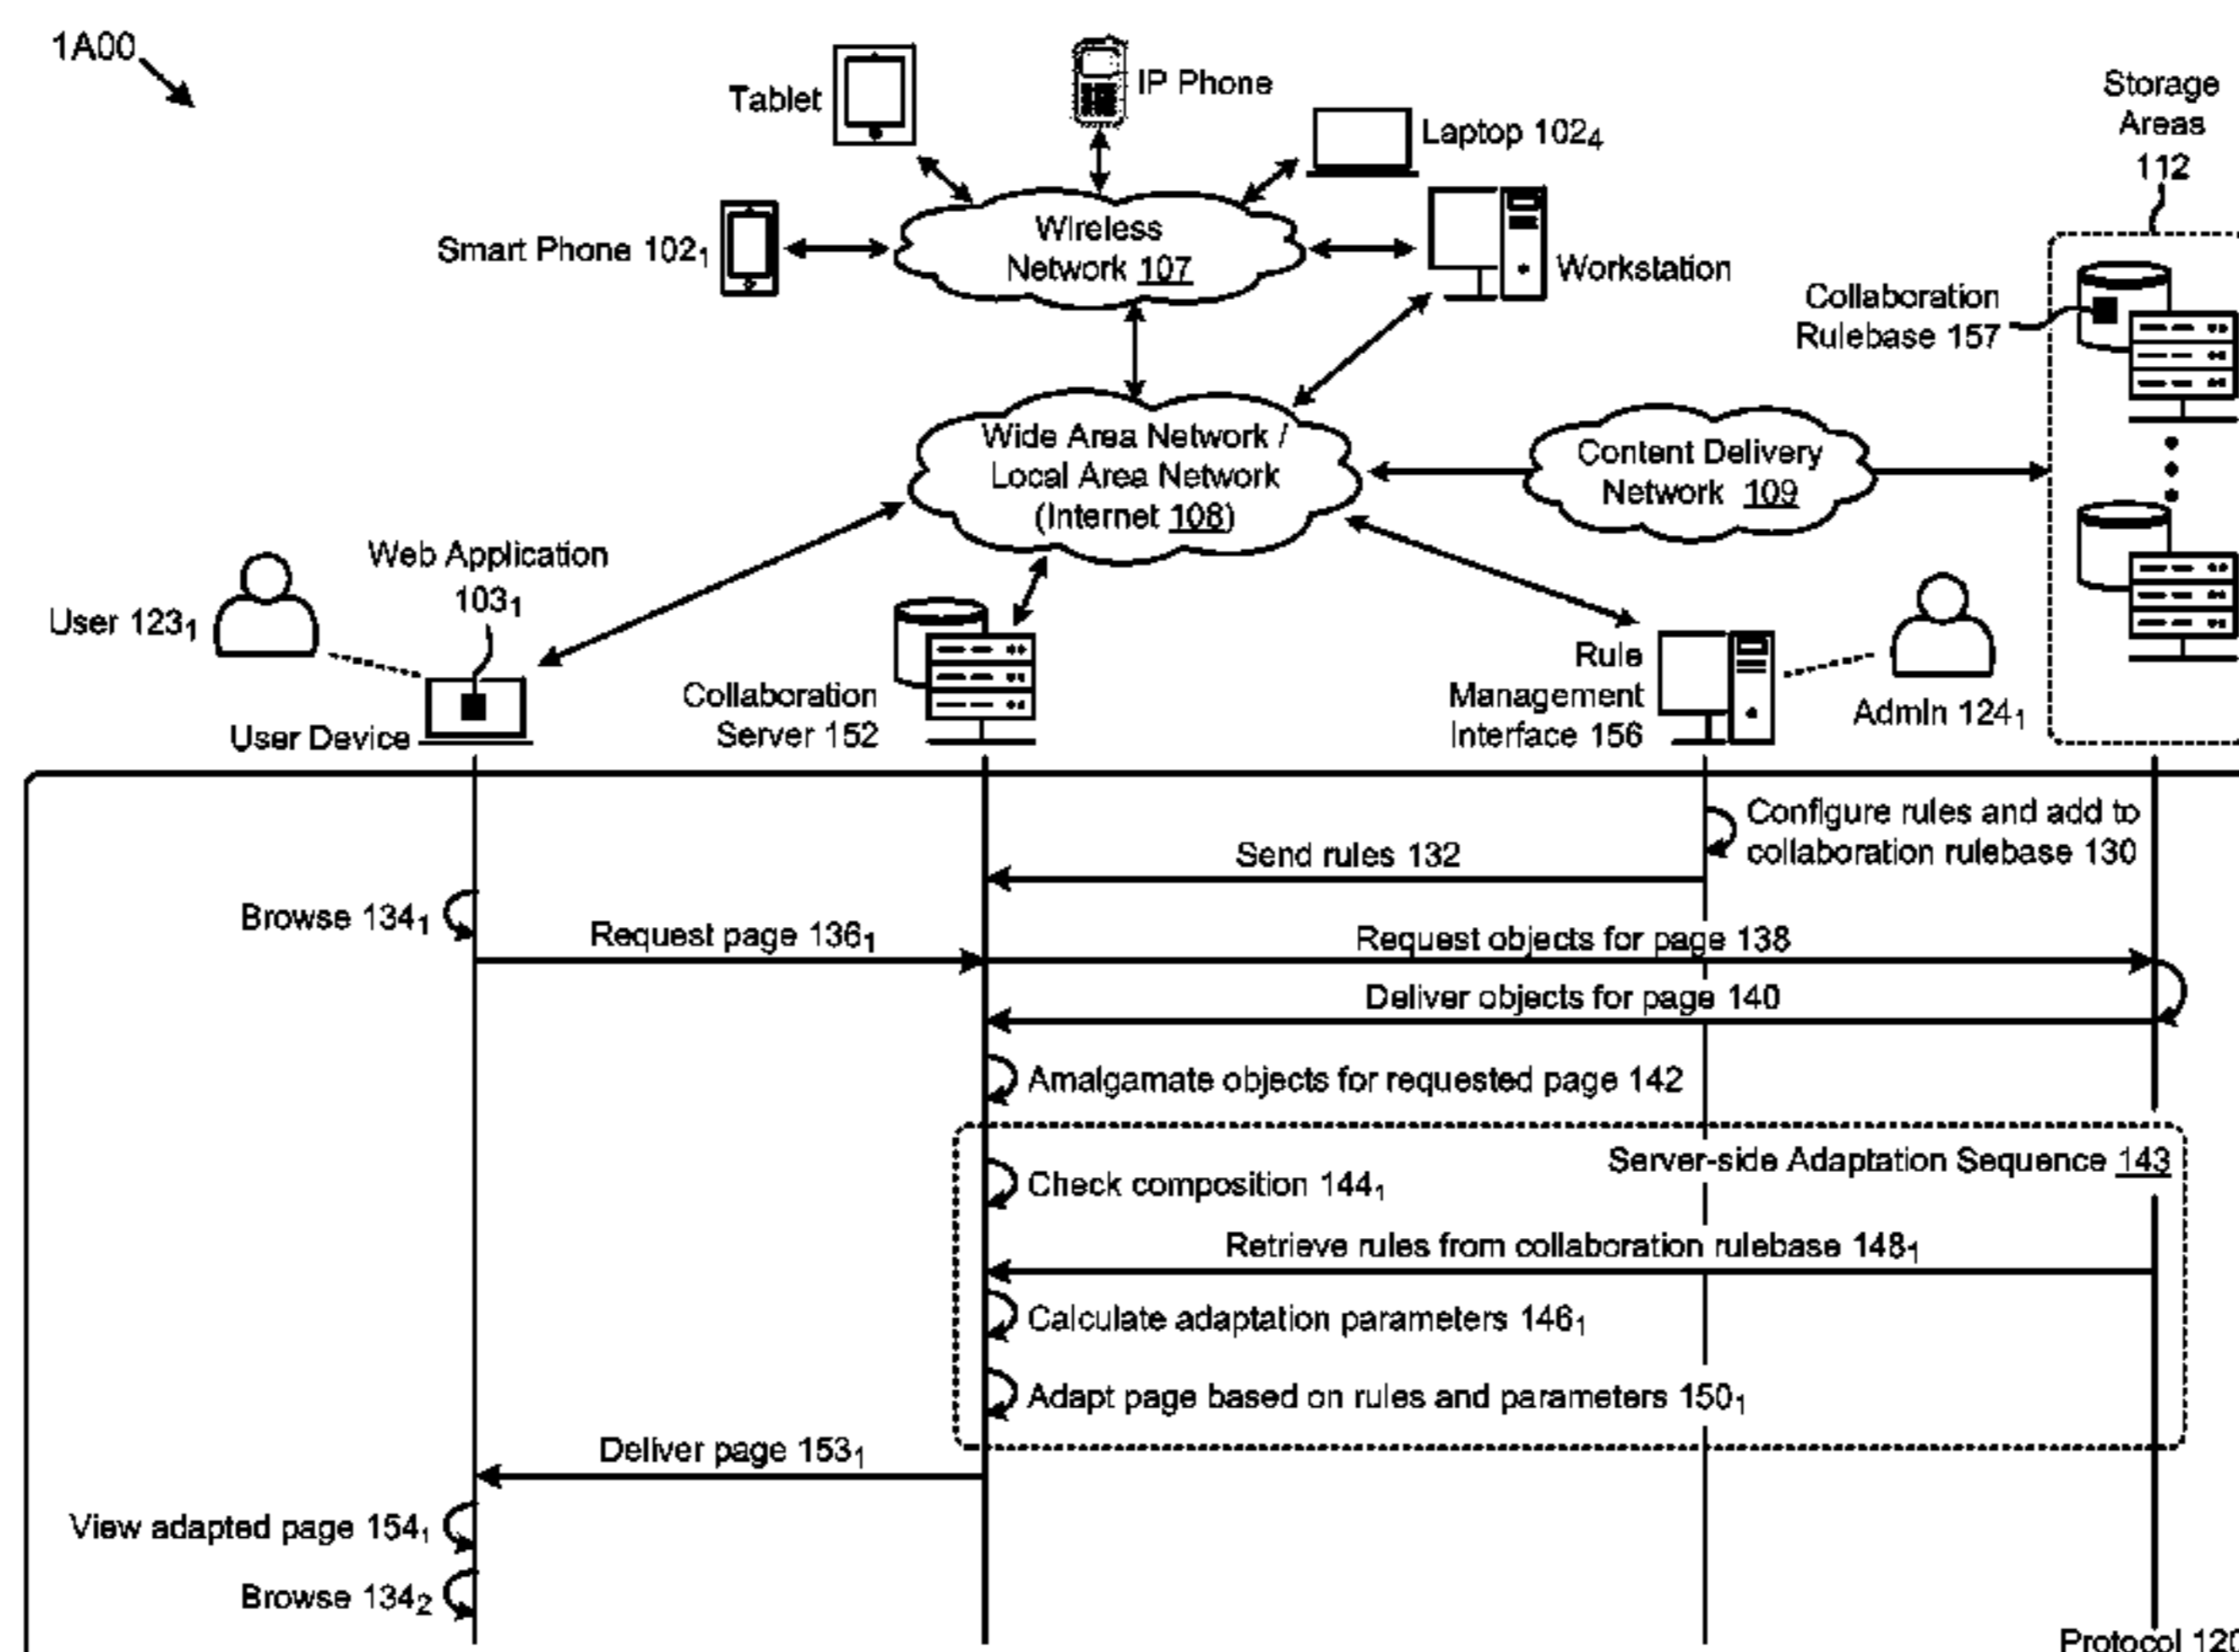 1A00
Tablet
IP Phone
Laptop 102₄
Storage
Areas
112
Smart Phone 102₁
Wireless
Network 107
Workstation
Collaboration
Rulebase 157
Wide Area Network /
Local Area Network
(Internet 108)
Content Delivery
Network 109
Web Application
103₁
User 123₁
User Device
Collaboration
Server 152
Rule
Management
Interface 156
Admin 124₁
Configure rules and add to
collaboration rulebase 130
Send rules 132
Browse 134₁
Request page 136₁
Request objects for page 138
Deliver objects for page 140
Amalgamate objects for requested page 142
Server-side Adaptation Sequence 143
Check composition 144₁
Retrieve rules from collaboration rulebase 148₁
Calculate adaptation parameters 146₁
Adapt page based on rules and parameters 150₁
Deliver page 153₁
View adapted page 154₁
Browse 134₂
Protocol 120